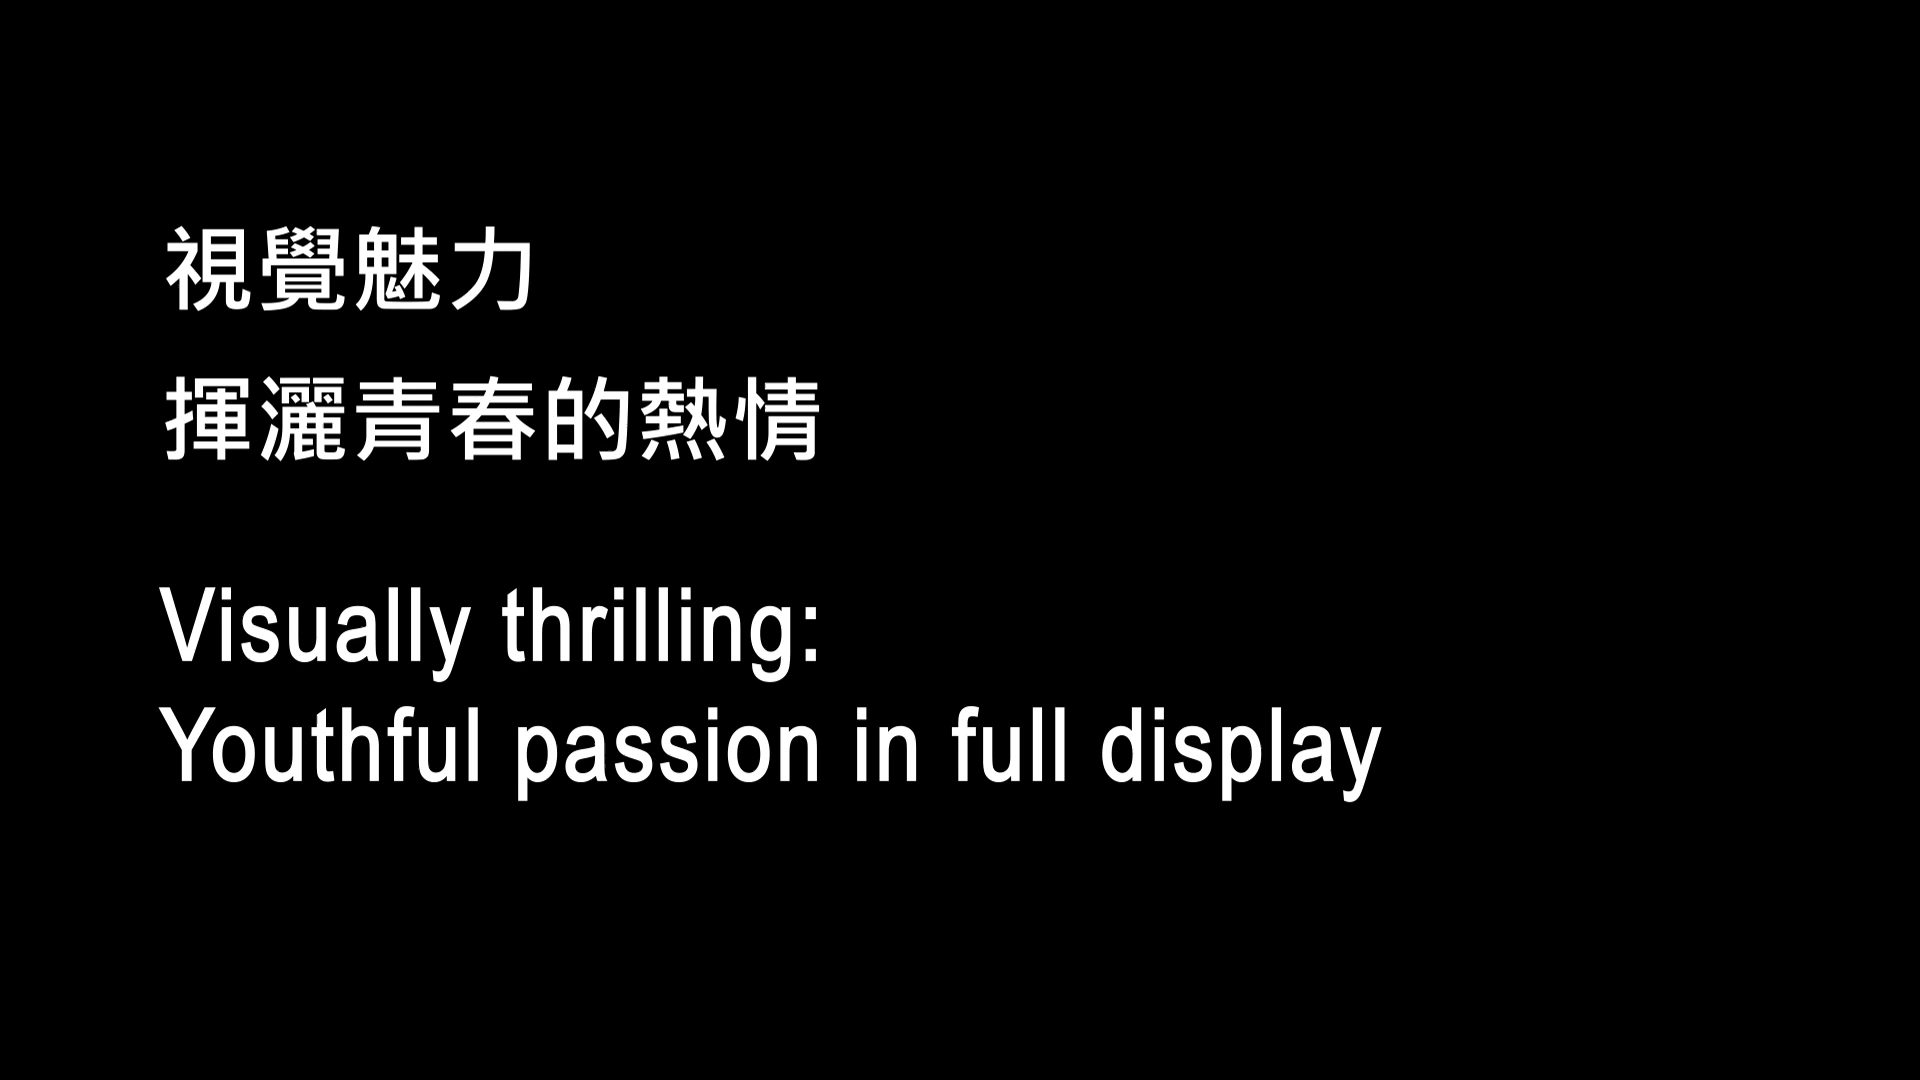 視覺魅力
揮灑青春的熱情
Visually thrilling:
Youthful passion in full display